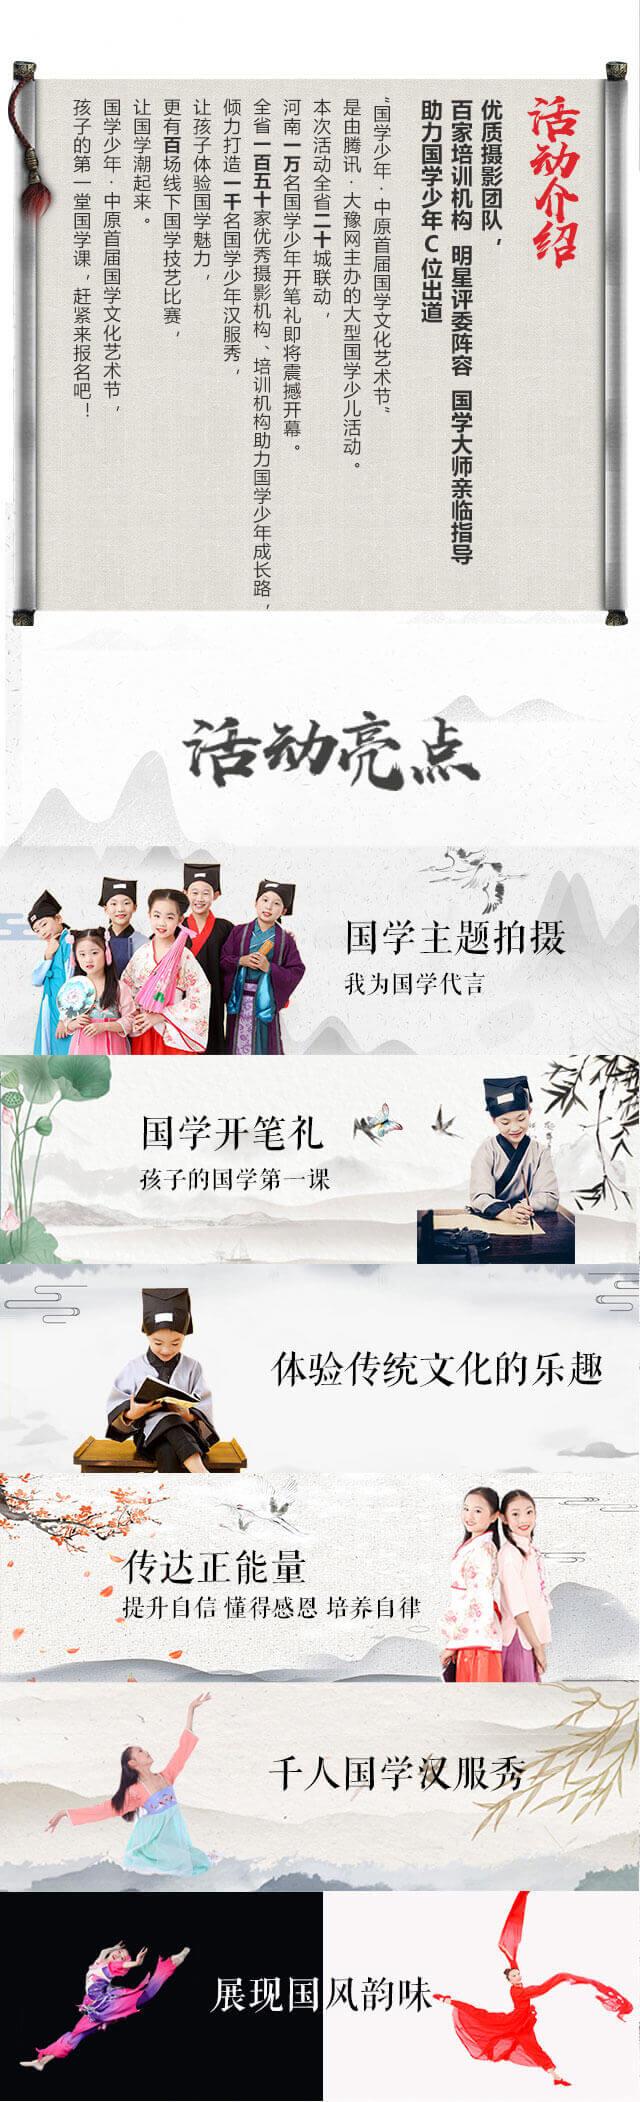 活动介绍
优质摄影团队，
百家培训机构 明星评委阵容 国学大师亲临指导
助力国学少年C位出道
“国学少年·中原首届国学文化艺术节”
是由腾讯·大豫网主办的大型国学少儿活动。
本次活动全省二十城联动，
河南一万名国学少年开笔礼即将震撼开幕。
全省一百五十家优秀摄影机构、培训机构助力国学少年成长路，
倾力打造一千名国学少年汉服秀，
让孩子体验国学魅力，
更有百场线下国学技艺比赛，
让国学潮起来。
国学少年·中原首届国学文化艺术节，
孩子的第一堂国学课，赶紧来报名吧！
活动亮点
国学主题拍摄
我为国学代言
国学开笔礼
孩子的国学第一课
体验传统文化的乐趣
传达正能量
提升自信 懂得感恩 培养自律
千人国学汉服秀
展现国风韵味